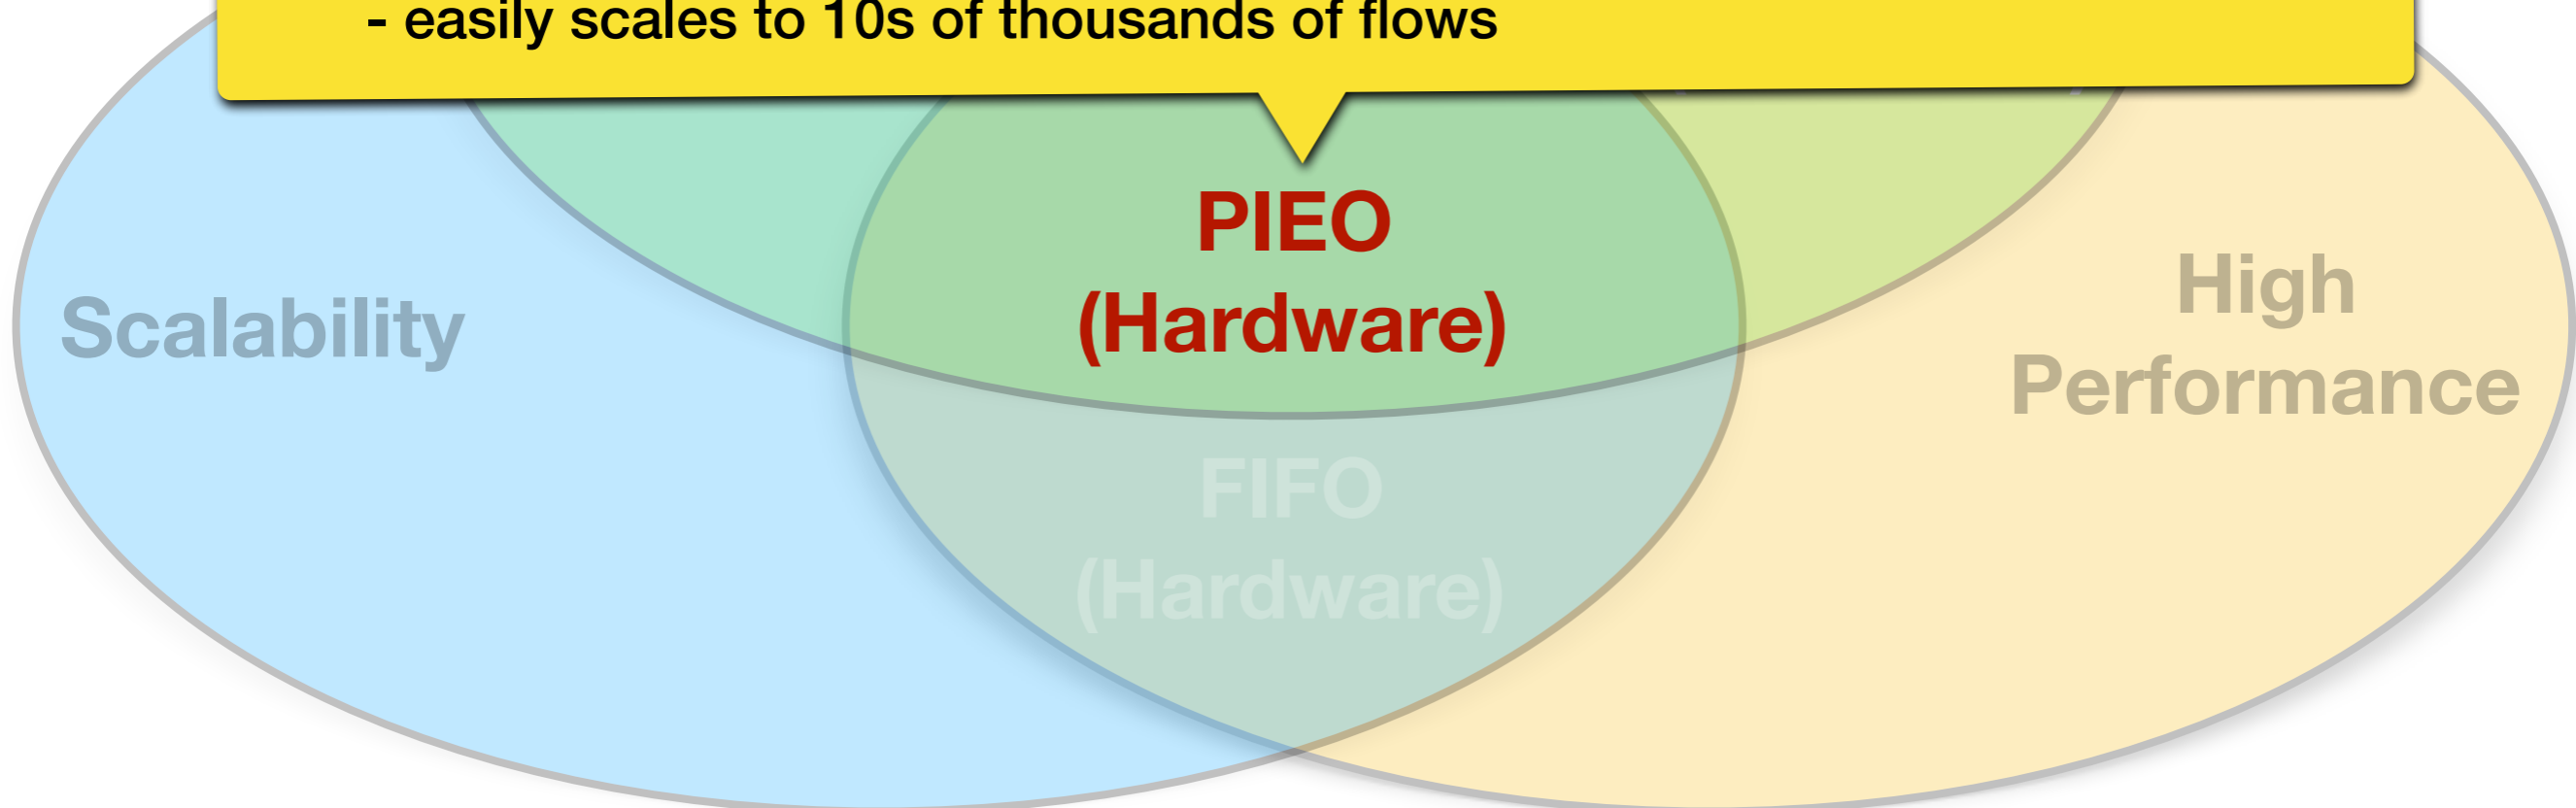 - easily scales to 10s of thousands of flows
PIEO
(Hardware)
Scalability
High
Performance
FIFO
(Hardware)